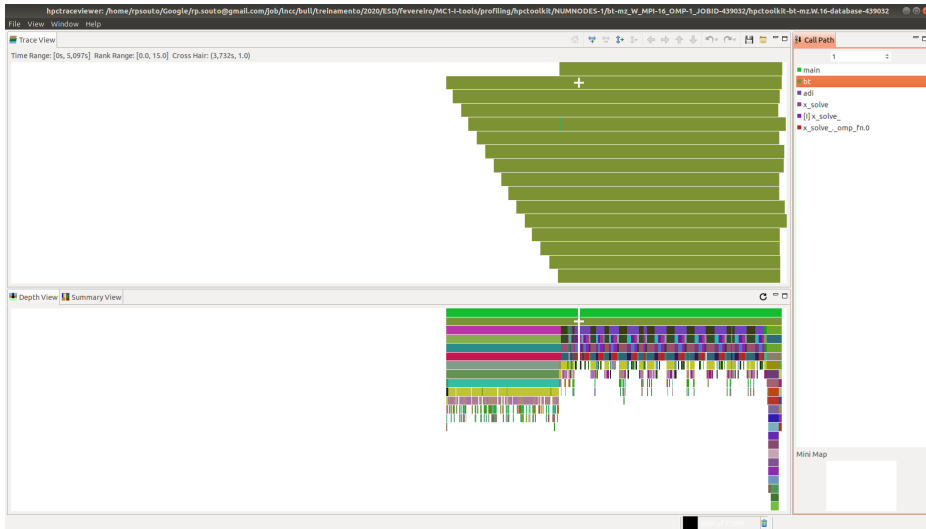 hpctraceviewer: /home/rpsouto/Google/rp.souto@gmail.com/job/lncc/bull/treinamento/2020/ESD/fevereiro/MC1-I-tools/profiling/hpctoolkit/NUMNODES-1/bt-mz_W_MPI-16_OMP-1_JOBID-439032/hpctoolkit-bt-mz.W.16-database-439032
File View Window Help
Trace View
Time Range: [0s, 5,097s] Rank Range: [0.0, 15.0] Cross Hair: (3,732s, 1.0)
Call Path
1
main
bt
adi
x_solve
[I] x_solve_
x_solve_._omp_fn.0
Depth View Summary View
Mini Map